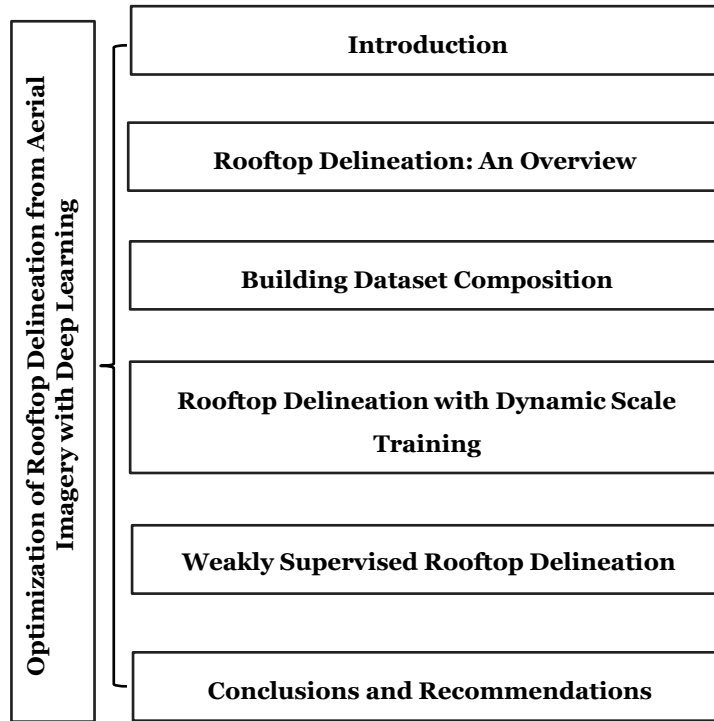 Optimization of Rooftop Delineation from Aerial
Imagery with Deep Learning
Introduction
Rooftop Delineation: An Overview
Building Dataset Composition
Rooftop Delineation with Dynamic Scale
Training
Weakly Supervised Rooftop Delineation
Conclusions and Recommendations